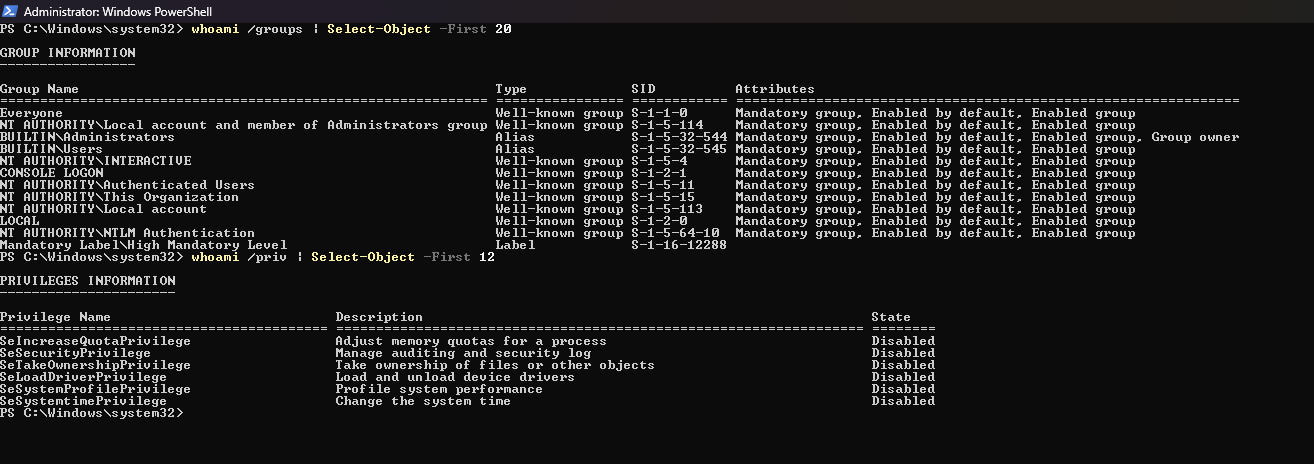 Administrator: Windows PowerShell
PS C:\Windows\system32> whoami /groups | Select-Object -First 20
GROUP INFORMATION
-----------------
Group Name Type SID Attributes
============================================================= ================ ============ ===============================================================
Everyone Well-known group S-1-1-0 Mandatory group, Enabled by default, Enabled group
NT AUTHORITY\Local account and member of Administrators group Well-known group S-1-5-114 Mandatory group, Enabled by default, Enabled group
BUILTIN\Administrators Alias S-1-5-32-544 Mandatory group, Enabled by default, Enabled group, Group owner
BUILTIN\Users Alias S-1-5-32-545 Mandatory group, Enabled by default, Enabled group
NT AUTHORITY\INTERACTIVE Well-known group S-1-5-4 Mandatory group, Enabled by default, Enabled group
CONSOLE LOGON Well-known group S-1-2-1 Mandatory group, Enabled by default, Enabled group
NT AUTHORITY\Authenticated Users Well-known group S-1-5-11 Mandatory group, Enabled by default, Enabled group
NT AUTHORITY\This Organization Well-known group S-1-5-15 Mandatory group, Enabled by default, Enabled group
NT AUTHORITY\Local account Well-known group S-1-5-113 Mandatory group, Enabled by default, Enabled group
LOCAL Well-known group S-1-2-0 Mandatory group, Enabled by default, Enabled group
NT AUTHORITY\NTLM Authentication Well-known group S-1-5-64-10 Mandatory group, Enabled by default, Enabled group
Mandatory Label\High Mandatory Level Label S-1-16-12288
PS C:\Windows\system32> whoami /priv | Select-Object -First 12
PRIVILEGES INFORMATION
----------------------
Privilege Name Description State
========================================= ================================================================== ========
SeIncreaseQuotaPrivilege Adjust memory quotas for a process Disabled
SeSecurityPrivilege Manage auditing and security log Disabled
SeTakeOwnershipPrivilege Take ownership of files or other objects Disabled
SeLoadDriverPrivilege Load and unload device drivers Disabled
SeSystemProfilePrivilege Profile system performance Disabled
SeSystemtimePrivilege Change the system time Disabled
PS C:\Windows\system32>